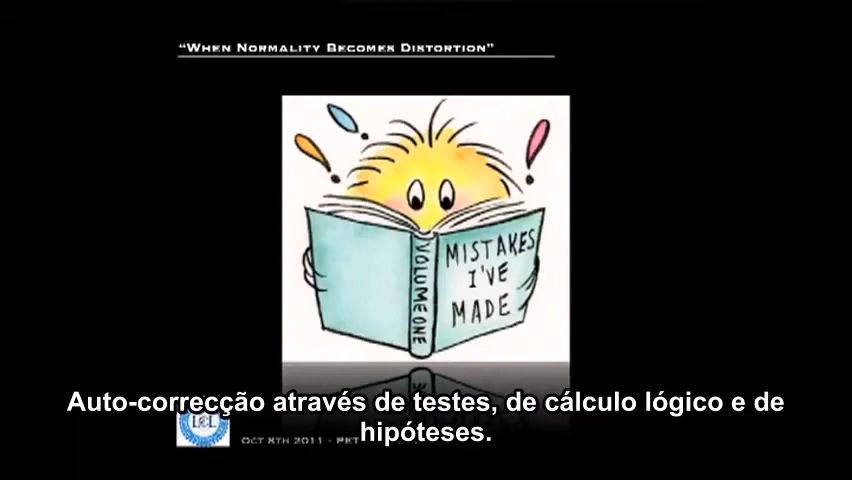 "WHEN NORMALITY BECOMES DISTORTION"
VOLUME ONE
MISTAKES
I'VE
MADE
Auto-correcção através de testes, de cálculo lógico e de
hipóteses.
OCT 8TH 2011 - PET